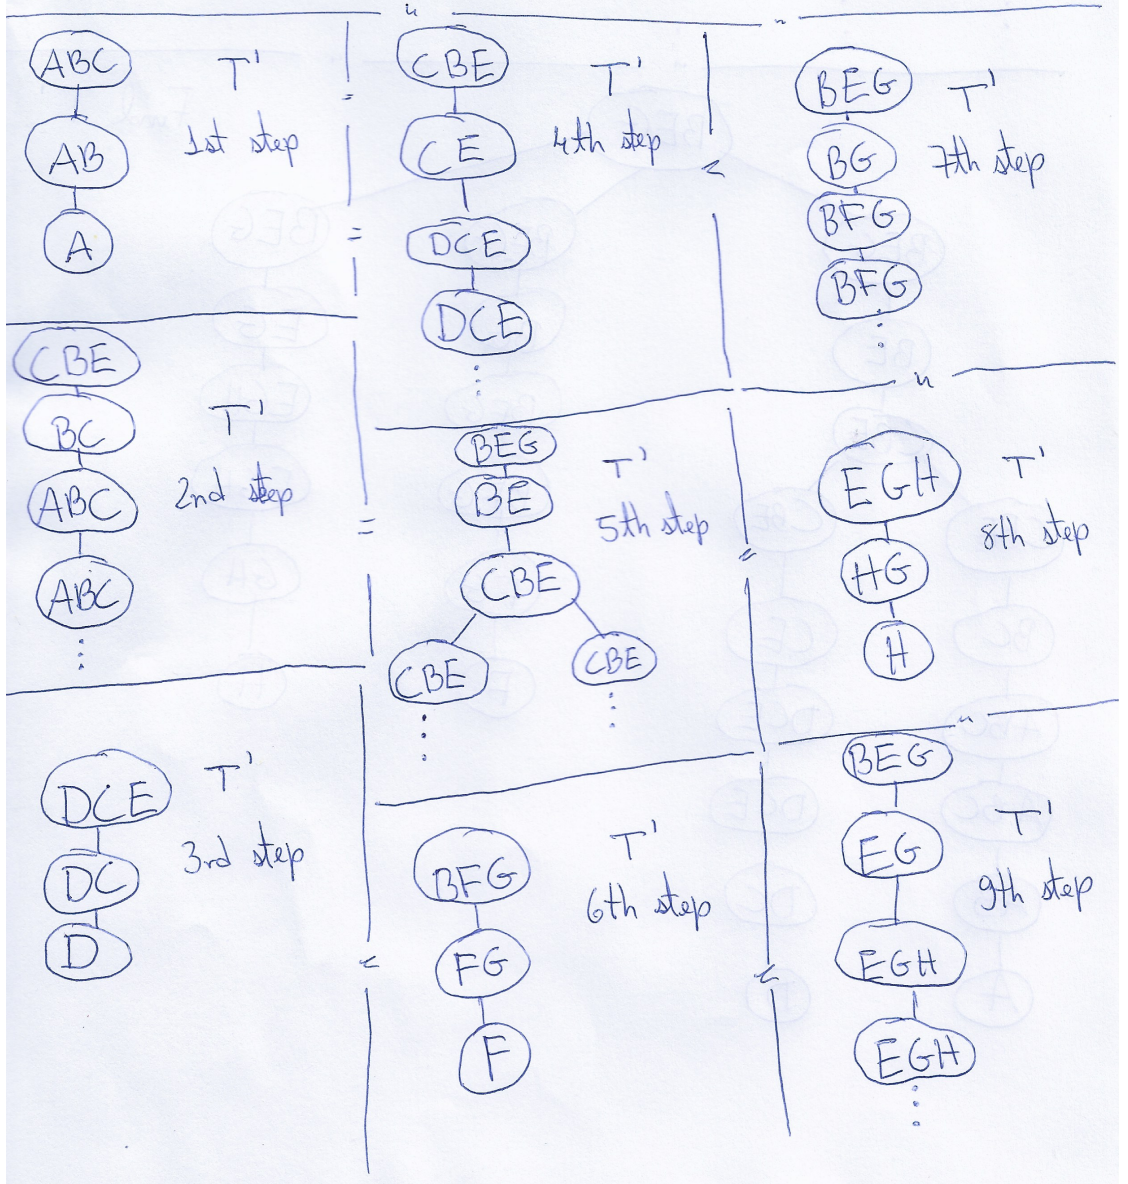 ABC
T'
AB
1st step
A
CBE
BC
T'
ABC
2nd step
ABC
DCE
T'
DC
3rd step
D
CBE
T'
CE
4th step
DCE
DCE
BEG
T'
BE
5th step
CBE
CBE CBE
BFG
T'
6th step
FG
F
BEG
T'
BG
7th step
BFG
BFG
EGH
T'
8th step
HG
H
BEG
T'
EG
9th step
EGH
EGH